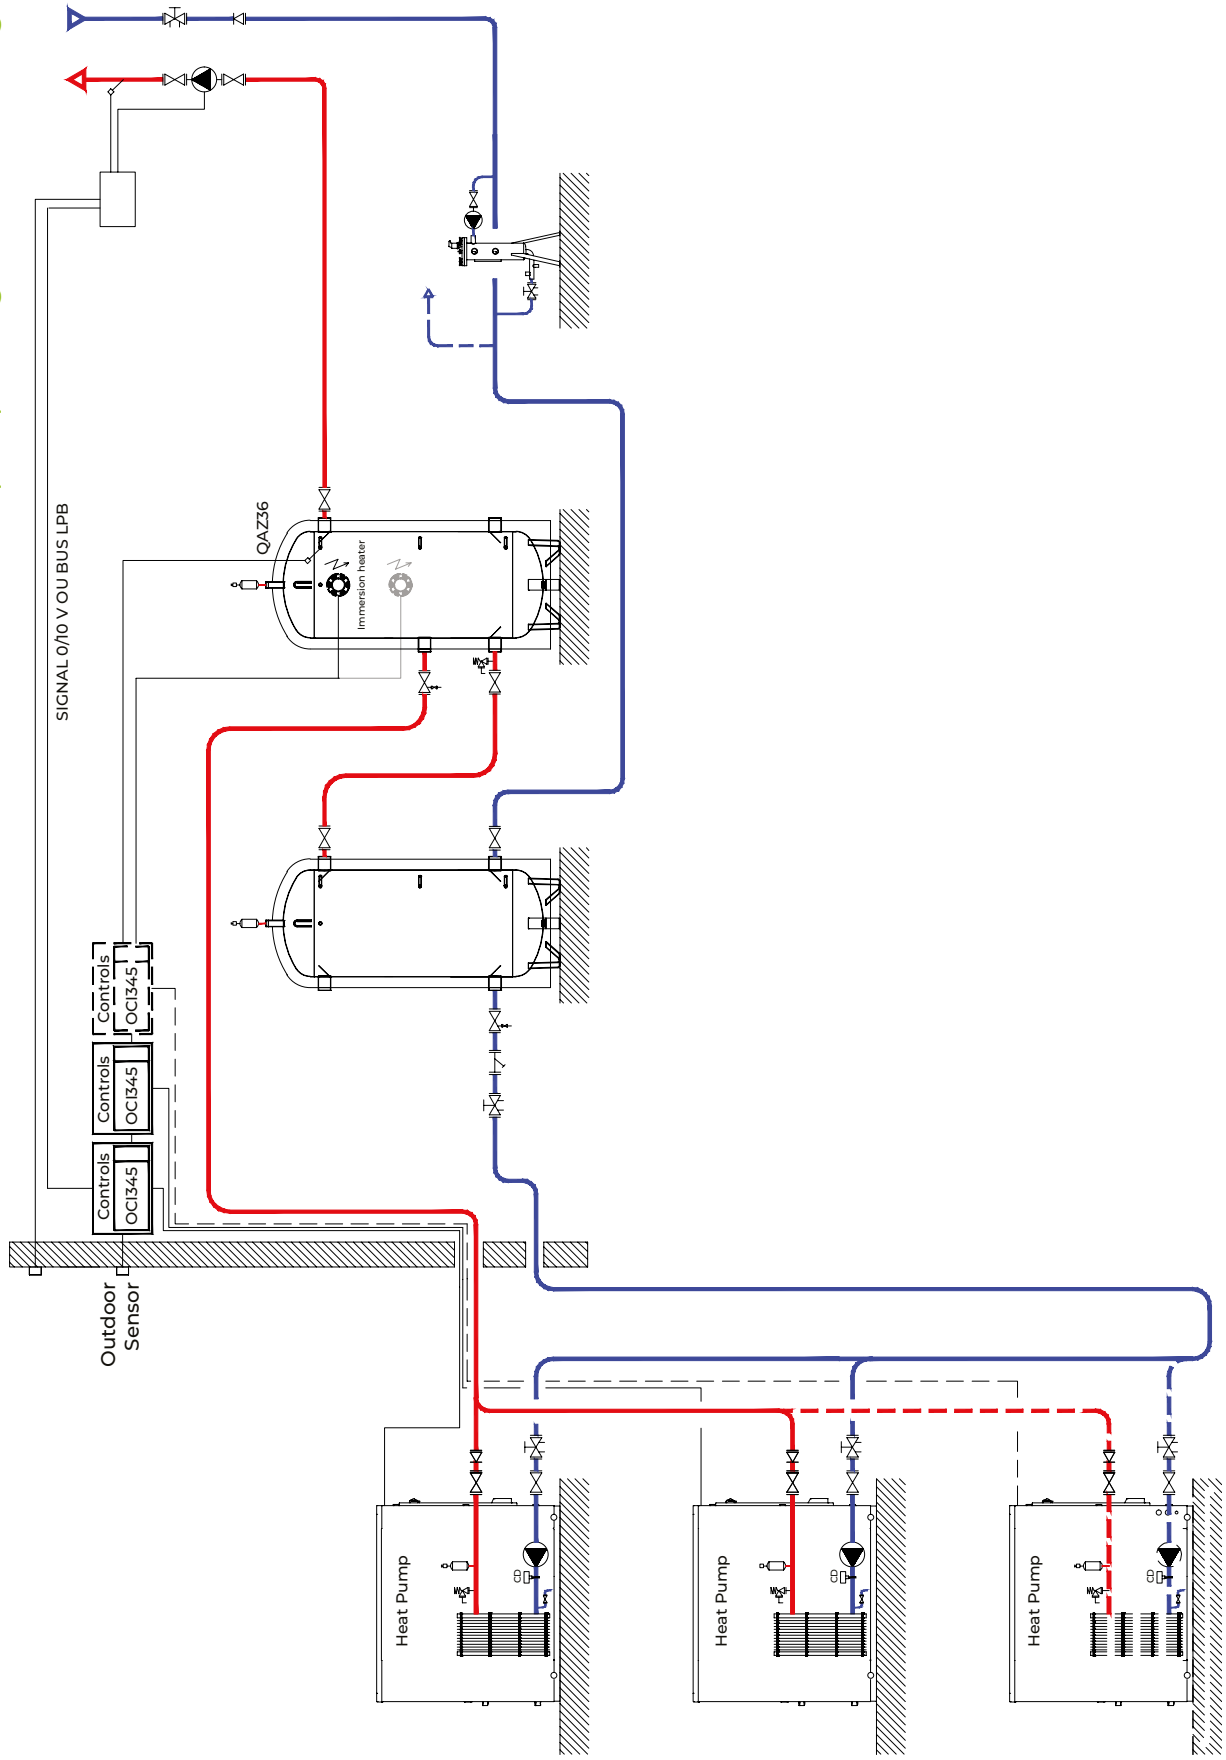 SIGNAL 0/10 V OU BUS LPB
QAZ36
Immersion heater
Controls
OCI345
Controls
OCI345
Controls
OCI345
Outdoor
Sensor
Heat Pump
Heat Pump
Heat Pump